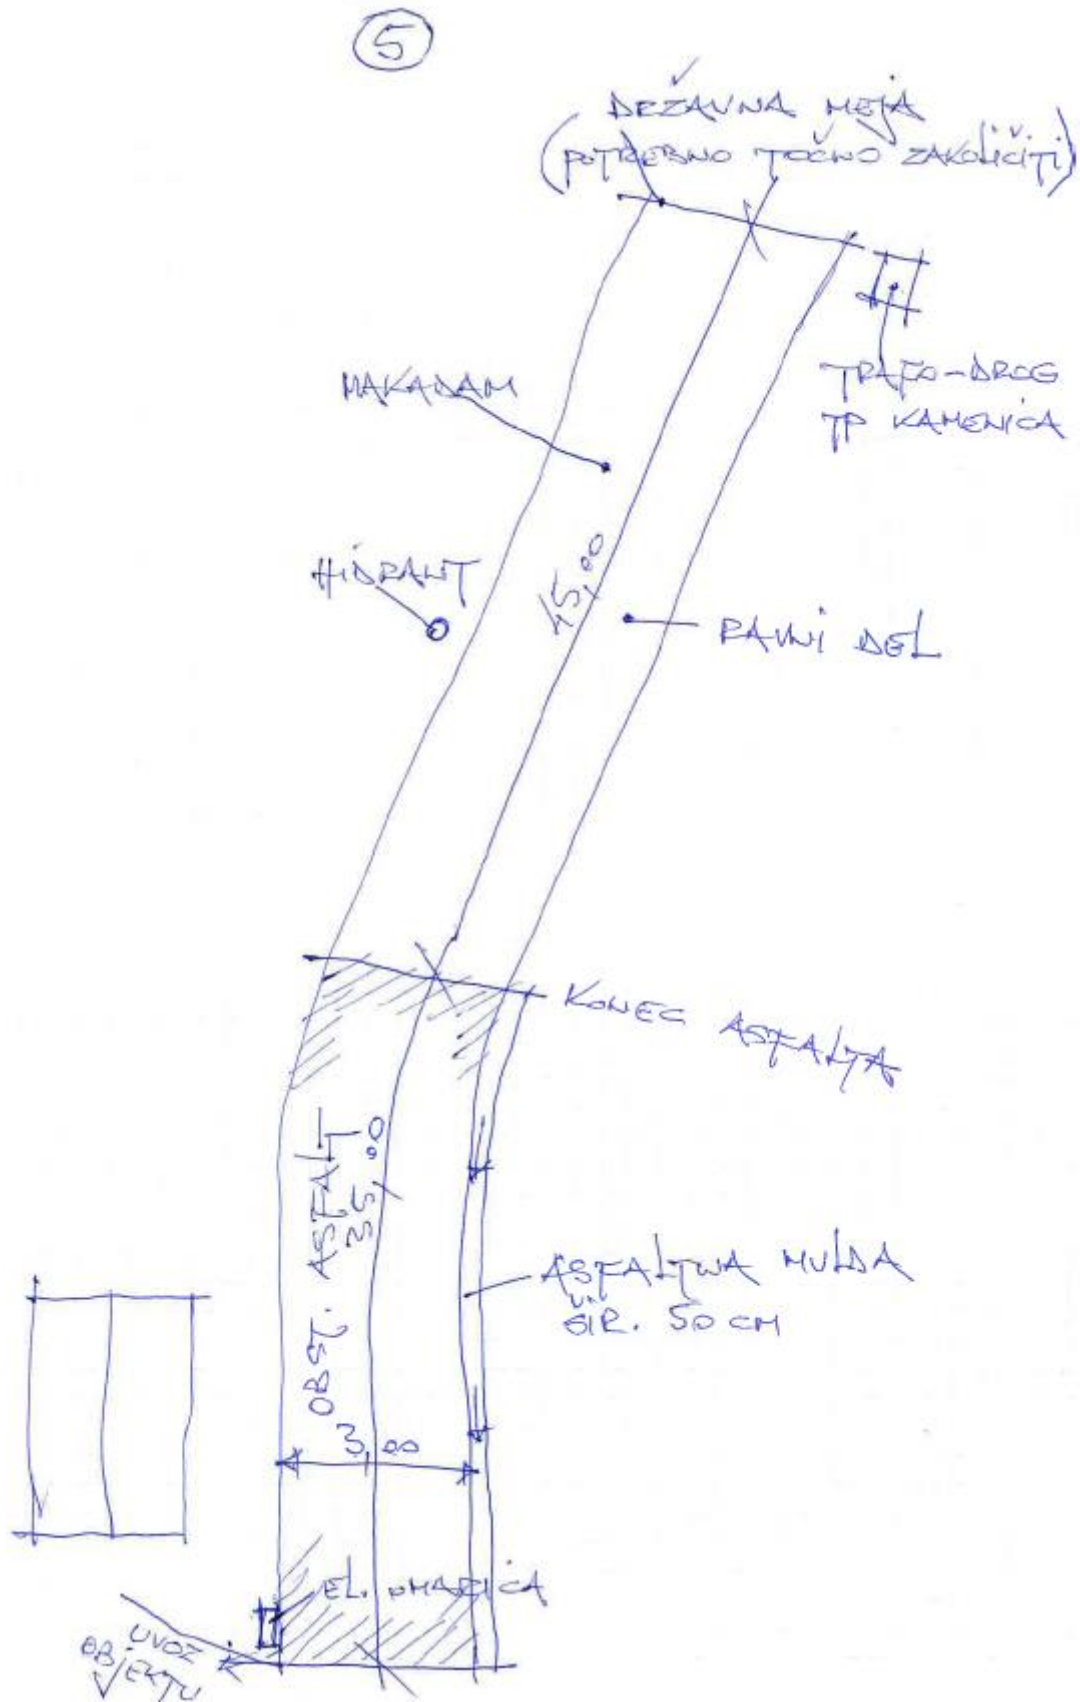 5
DRŽAVNA MEJA
(POTREBNO TOČNO ZAKOLIČITI)
TRAFO-DROG
TP KAMENICA
MAKADAM
HIDRANT
45,00
RAVNI DEL
KONEC ASFALTA
OBST. ASFALT
35,00
ASFALTNA MULDA
ŠIR. 50 CM
3,00
EL. OMARICA
UVOZ
OBJEKTU